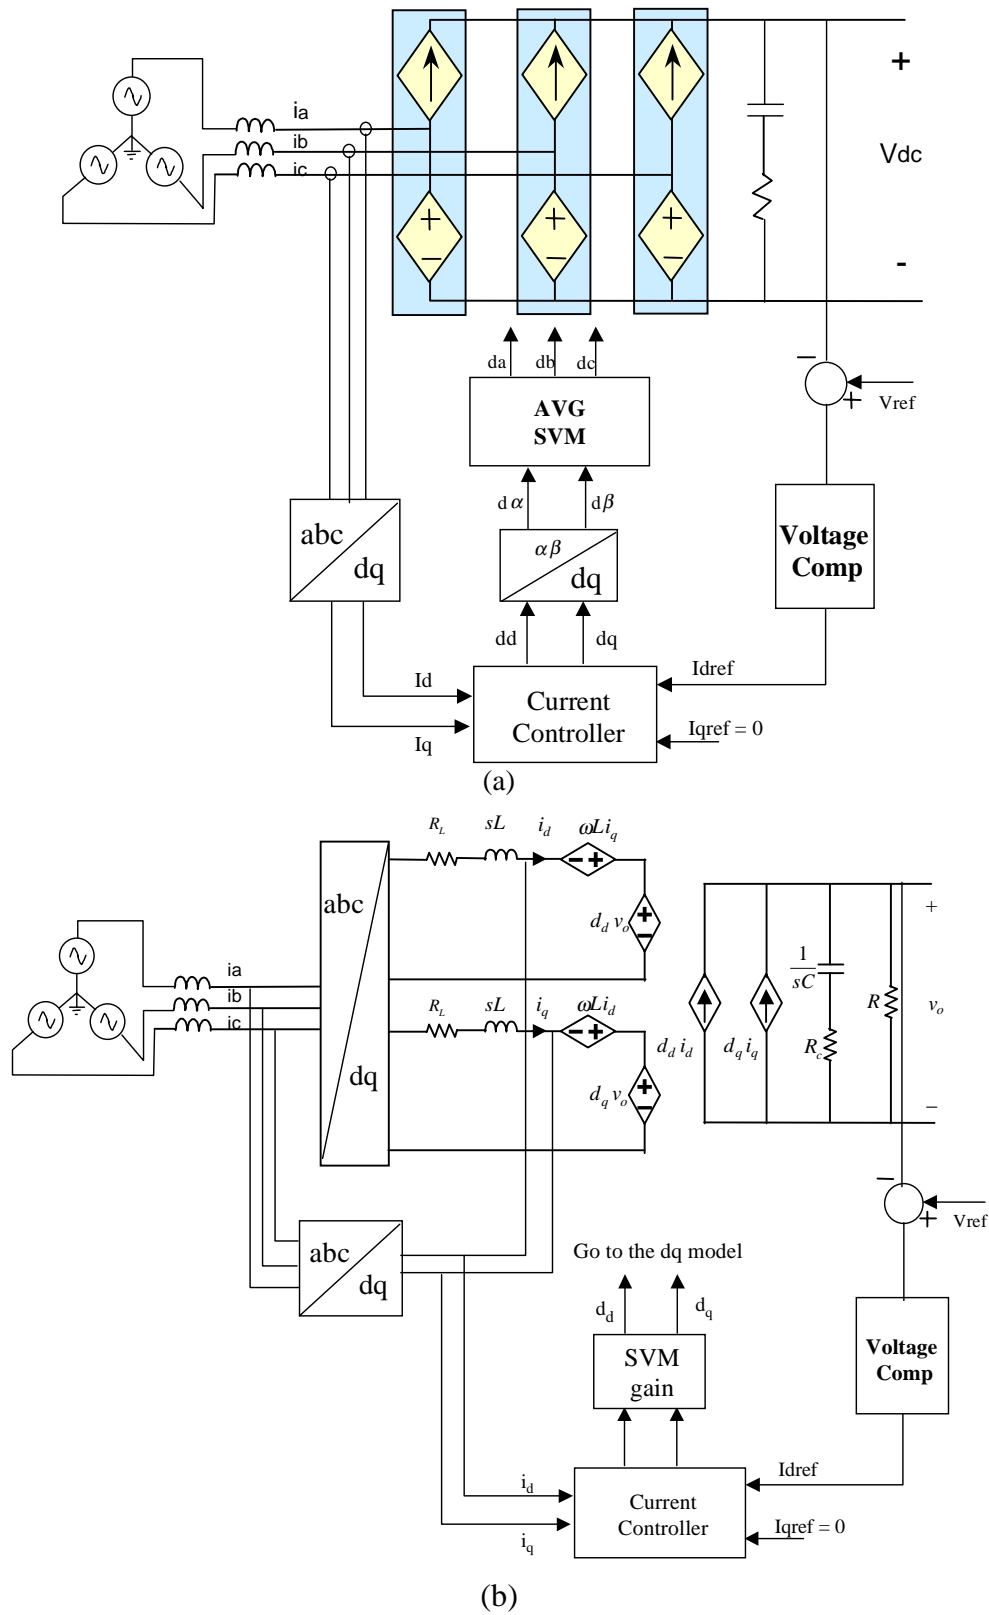 ia
ib
ic
+
Vdc
-
da
db
dc
AVG
SVM
−
+
Vref
dα
dβ
abc
dq
αβ
dq
Voltage
Comp
dd
dq
Id
Iq
Current
Controller
Idref
Iqref = 0
(a)
R_L
sL
i_d
ωLi_q
abc
d_d v_o
+
ia
ib
ic
R_L
sL
i_q
ωLi_d
1
sC
R
v_o
d_d i_d
d_q i_q
R_c
dq
d_q v_o
−
−
+
Vref
abc
dq
Go to the dq model
d_d
d_q
SVM
gain
Voltage
Comp
i_d
i_q
Current
Controller
Idref
Iqref = 0
(b)